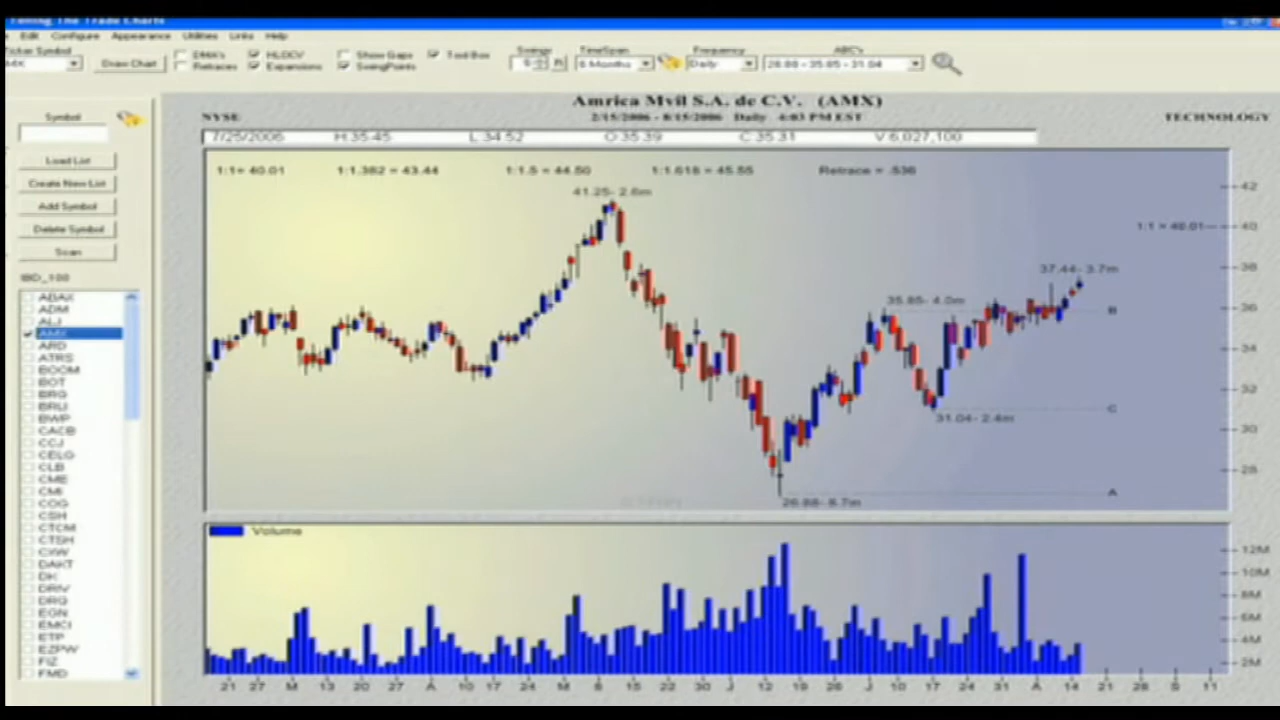 Timing The Trade Charts
Edit Configure Appearance Utilities Links Help
Ticker Symbol
AMX
Draw Chart
DMA's
Retraces
HLOCV
Expansions
Show Gaps
SwingPoints
Tool Box
Swings
TimeSpan
6 Months
Frequency
Daily
ABC's
26.88 - 35.85 - 31.04
Symbol
Load List
Create New List
Add Symbol
Delete Symbol
Scan
IBD_100
ABAX
ADM
ALJ
AMX
ARD
ATRS
BOOM
BOT
BRG
BRLI
BWP
CACB
CCJ
CELG
CLB
CME
CMI
COG
CSH
CTCM
CTSH
CXW
DAKT
DK
DRIV
DRQ
EGN
EMCI
ETP
EZPW
FIZ
FMD
Amrica Mvil S.A. de C.V. (AMX)
NYSE
2/15/2006 - 8/15/2006 Daily 4:03 PM EST
TECHNOLOGY
7/25/2006 H:35.45 L:34.52 O:35.39 C:35.31 V:6,027,100
1:1= 40.01 1:1.382 = 43.44 1:1.5 = 44.50 1:1.618 = 45.55 Retrace = .536
41.25- 2.6m
1:1 = 40.01
37.44- 3.7m
35.85- 4.0m
B
C
31.04- 2.4m
A
26.88- 8.7m
42
40
38
36
34
32
30
28
Volume
12M
10M
8M
6M
4M
2M
21 27 M 13 20 27 A 10 17 24 M 8 15 22 30 J 12 19 26 J 10 17 24 31 A 14 21 28 S 11